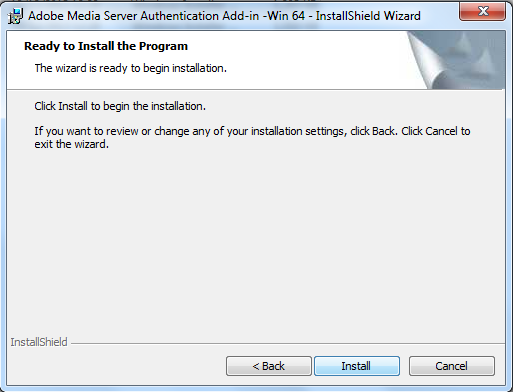 Adobe Media Server Authentication Add-in -Win 64 - InstallShield Wizard
Ready to Install the Program
The wizard is ready to begin installation.
Click Install to begin the installation.
If you want to review or change any of your installation settings, click Back. Click Cancel to
exit the wizard.
InstallShield
< Back Install Cancel